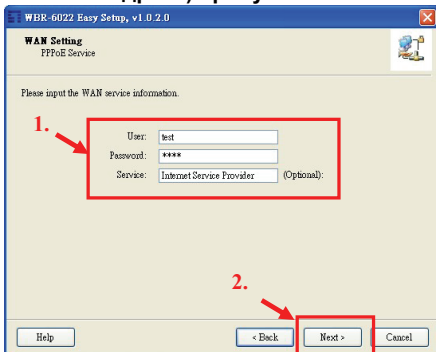 WBR-6022 Easy Setup, v1.0.2.0
WAN Setting
PPPoE Service
Please input the WAN service information.
1.
User: test
Password: ****
Service: Internet Service Provider (Optional):
2.
Help < Back Next > Cancel